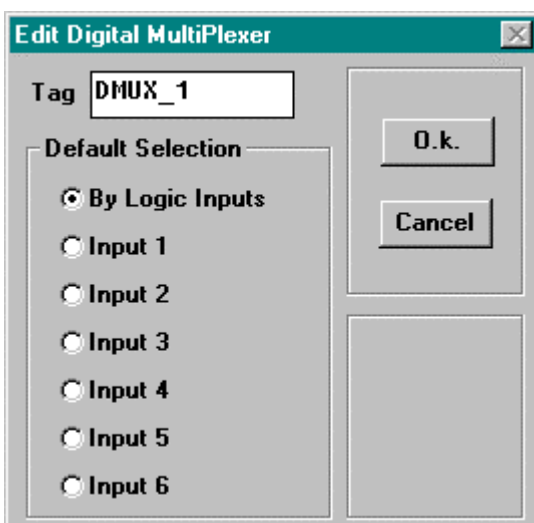 Edit Digital MultiPlexer
Tag DMUX_1
Default Selection
By Logic Inputs
Input 1
Input 2
Input 3
Input 4
Input 5
Input 6
O.k.
Cancel